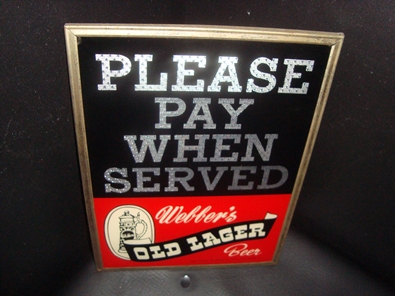 PLEASE
PAY
WHEN
SERVED
Webber's
OLD LAGER
Beer